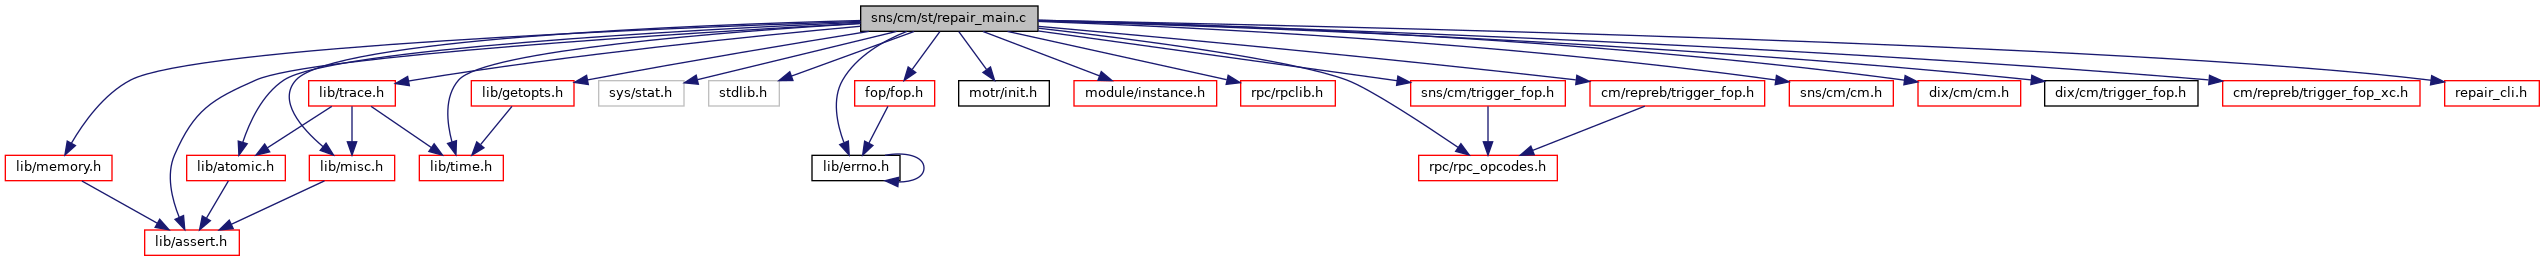 sns/cm/st/repair_main.c
lib/trace.h
lib/getopts.h
sys/stat.h
stdlib.h
fop/fop.h
motr/init.h
module/instance.h
rpc/rpclib.h
sns/cm/trigger_fop.h
cm/repreb/trigger_fop.h
sns/cm/cm.h
dix/cm/cm.h
dix/cm/trigger_fop.h
cm/repreb/trigger_fop_xc.h
repair_cli.h
lib/memory.h
lib/atomic.h
lib/misc.h
lib/time.h
lib/errno.h
rpc/rpc_opcodes.h
lib/assert.h